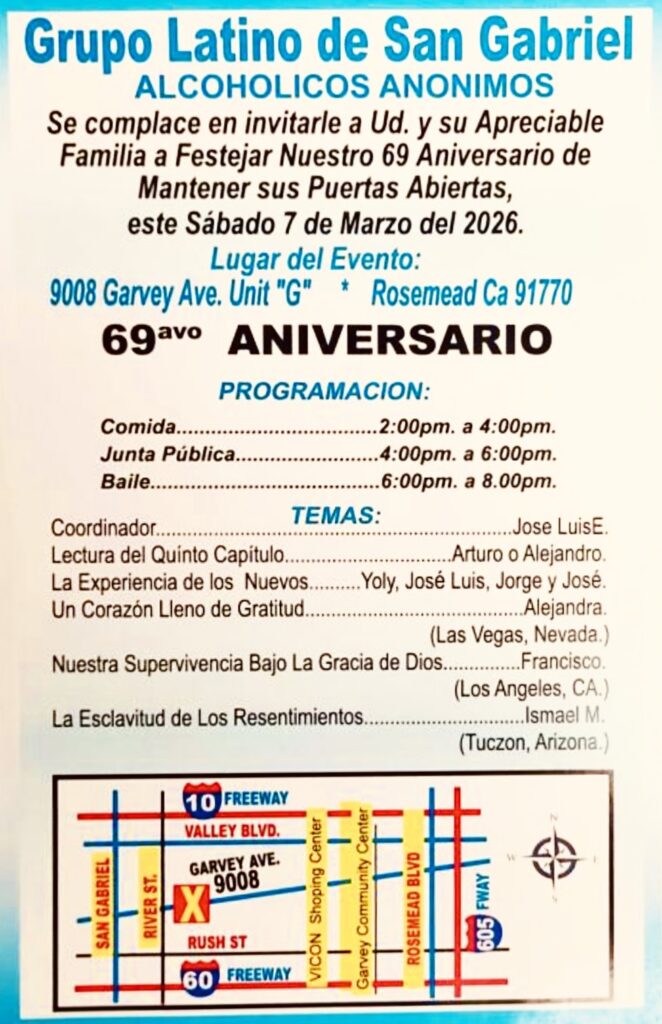 Grupo Latino de San Gabriel
ALCOHOLICOS ANONIMOS
Se complace en invitarle a Ud. y su Apreciable
Familia a Festejar Nuestro 69 Aniversario de
Mantener sus Puertas Abiertas,
este Sábado 7 de Marzo del 2026.
Lugar del Evento:
9008 Garvey Ave. Unit "G" * Rosemead Ca 91770
69avo ANIVERSARIO
PROGRAMACION:
Comida..................................2:00pm. a 4:00pm.
Junta Pública........................4:00pm. a 6:00pm.
Baile......................................6:00pm. a 8.00pm.
TEMAS:
Coordinador..........................................................Jose LuisE.
Lectura del Quinto Capítulo...........................Arturo o Alejandro.
La Experiencia de los Nuevos.........Yoly, José Luis, Jorge y José.
Un Corazón Lleno de Gratitud...................................Alejandra.
(Las Vegas, Nevada.)
Nuestra Supervivencia Bajo La Gracia de Dios............Francisco.
(Los Angeles, CA.)
La Esclavitud de Los Resentimientos.........................Ismael M.
(Tuczon, Arizona.)
10 FREEWAY
VALLEY BLVD.
GARVEY AVE.
9008
X
SAN GABRIEL
RIVER ST.
RUSH ST
60 FREEWAY
VICON Shoping Center
Garvey Community Center
ROSEMEAD BLVD
605 FWAY
N
W
E
S